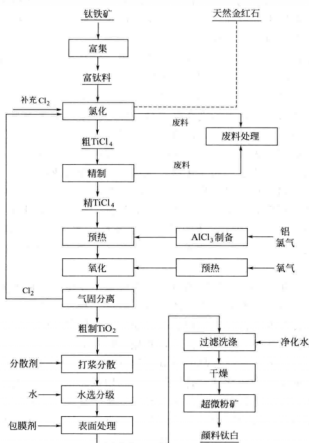 钛铁矿
天然金红石
富集
富钛料
补充Cl₂
氯化
废料
废料处理
粗TiCl₄
废料
精制
精TiCl₄
预热
AlCl₃制备
铝
氯气
氧化
预热
氧气
Cl₂
气固分离
粗制TiO₂
分散剂
打浆分散
过滤洗涤
净化水
水
水选分级
干燥
包膜剂
表面处理
超微粉矿
颜料钛白